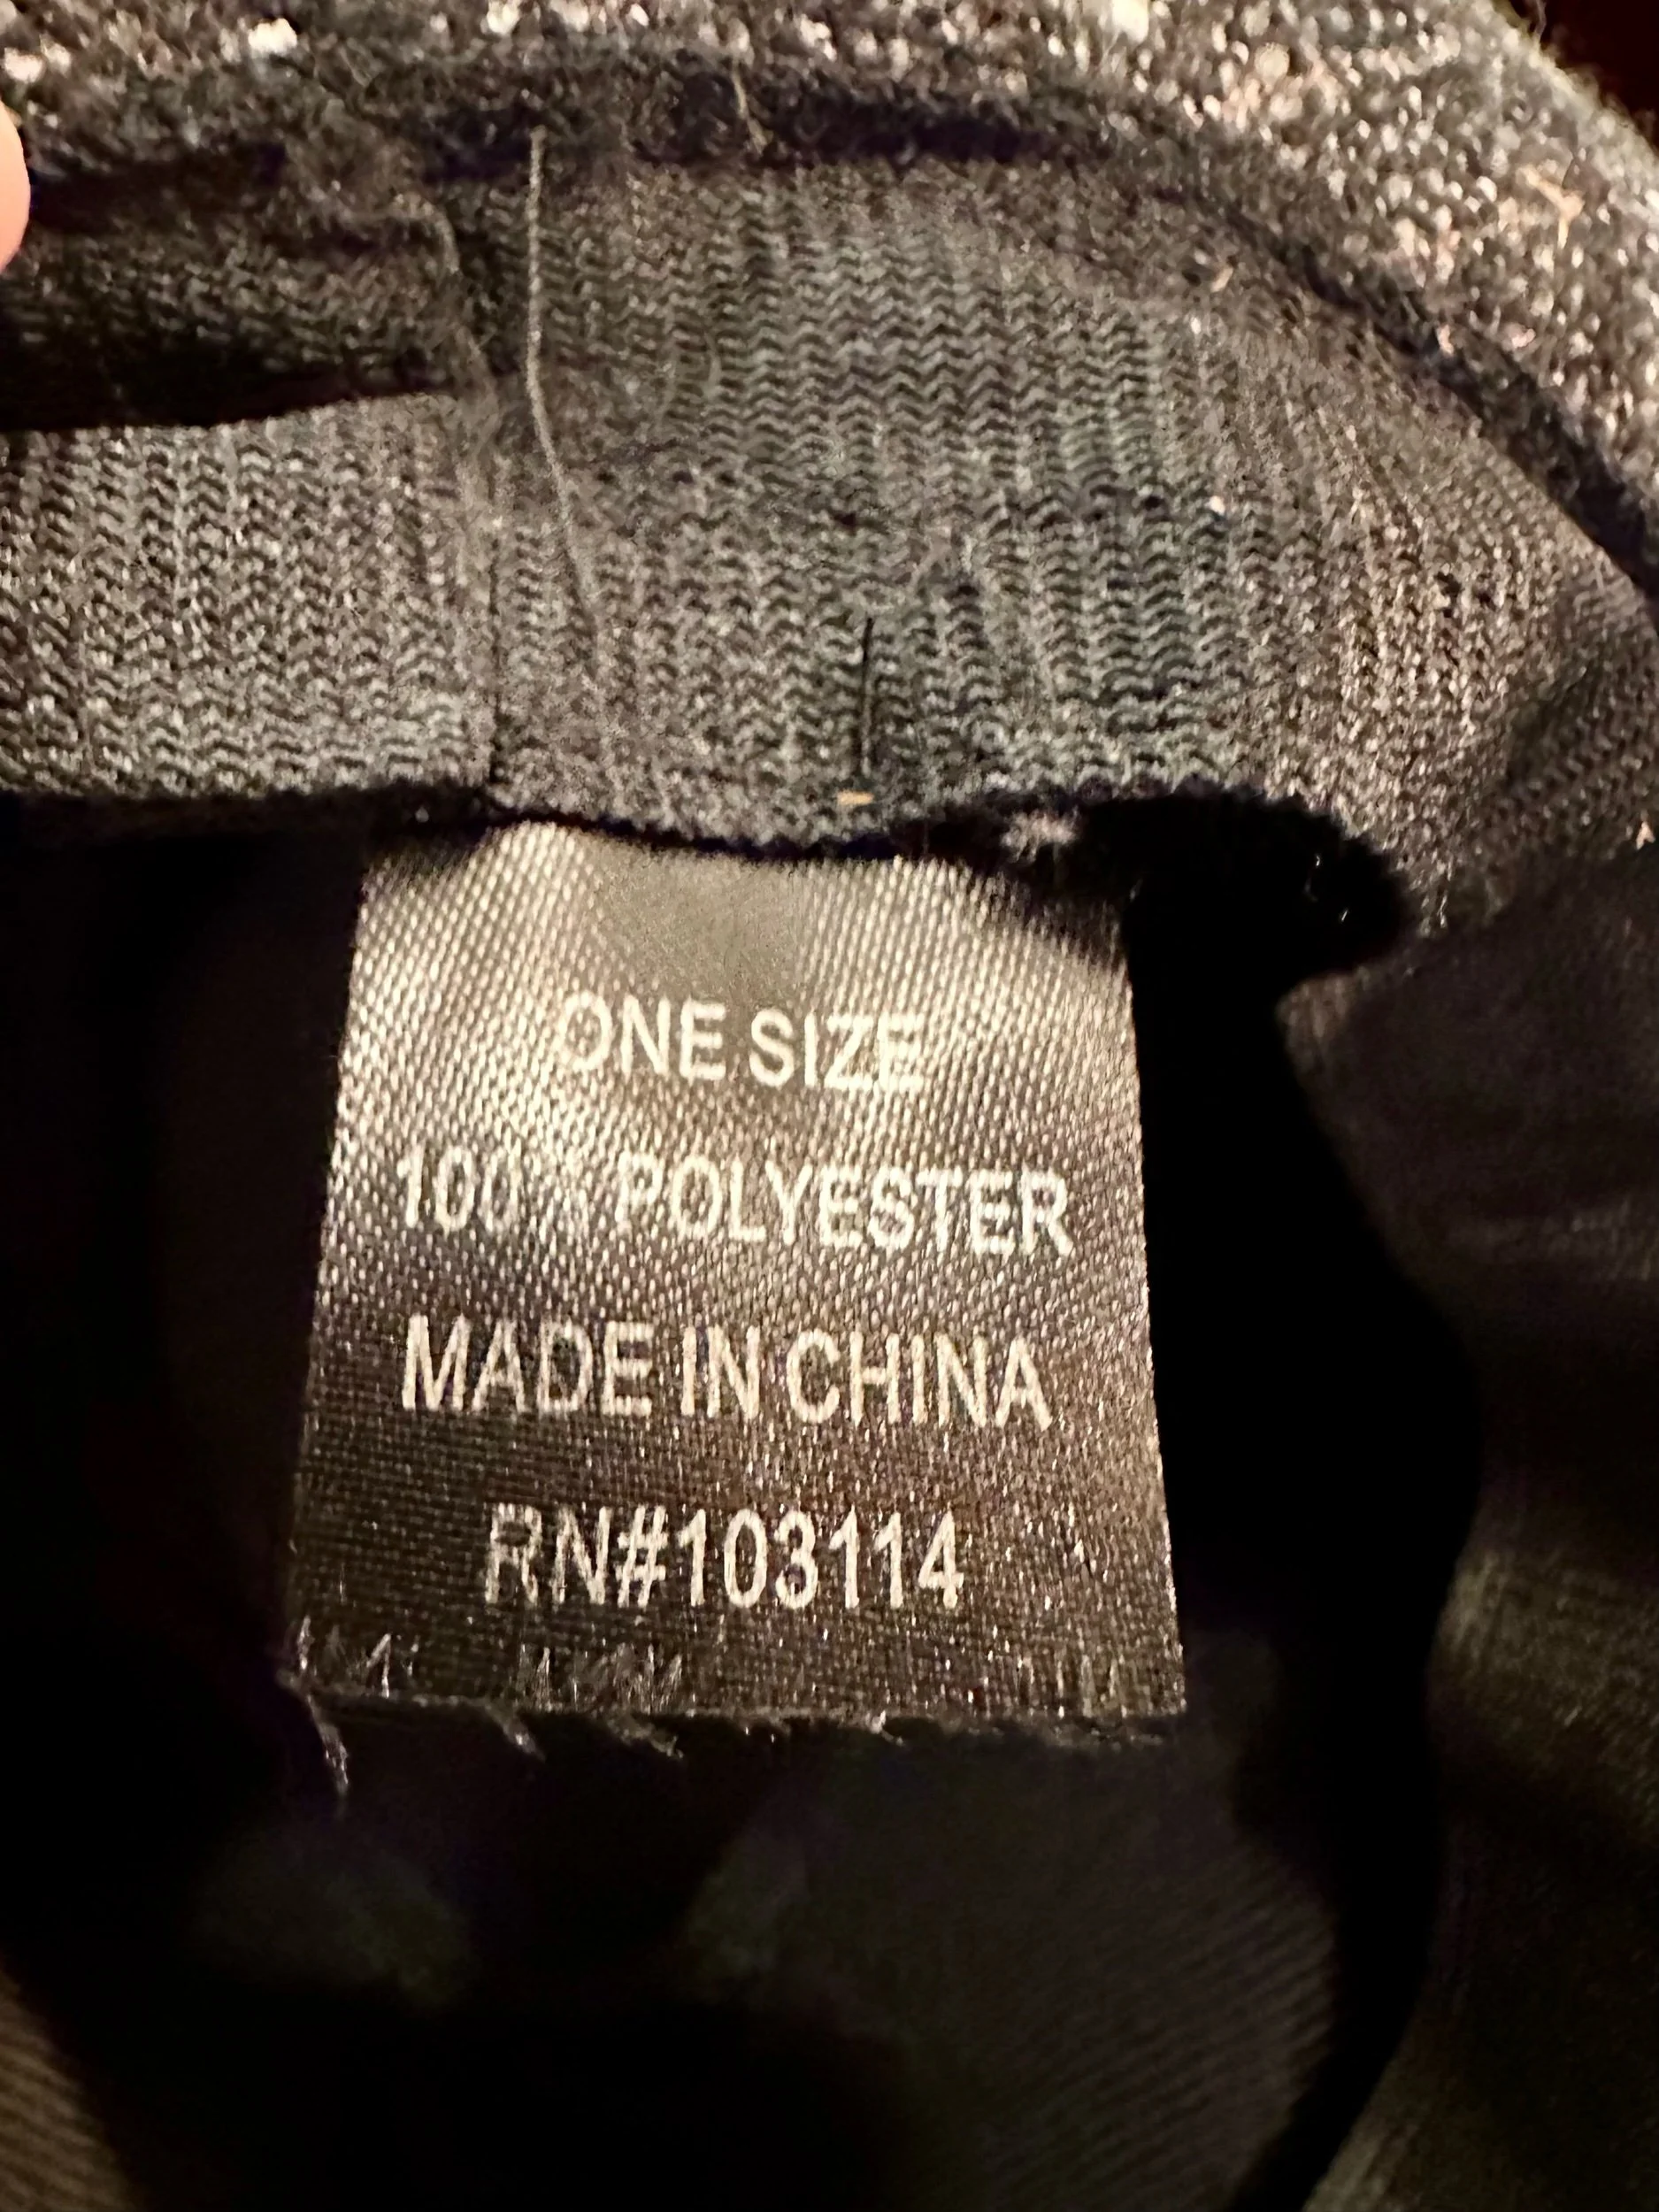 ONE SIZE
100% POLYESTER
MADE IN CHINA
RN#103114